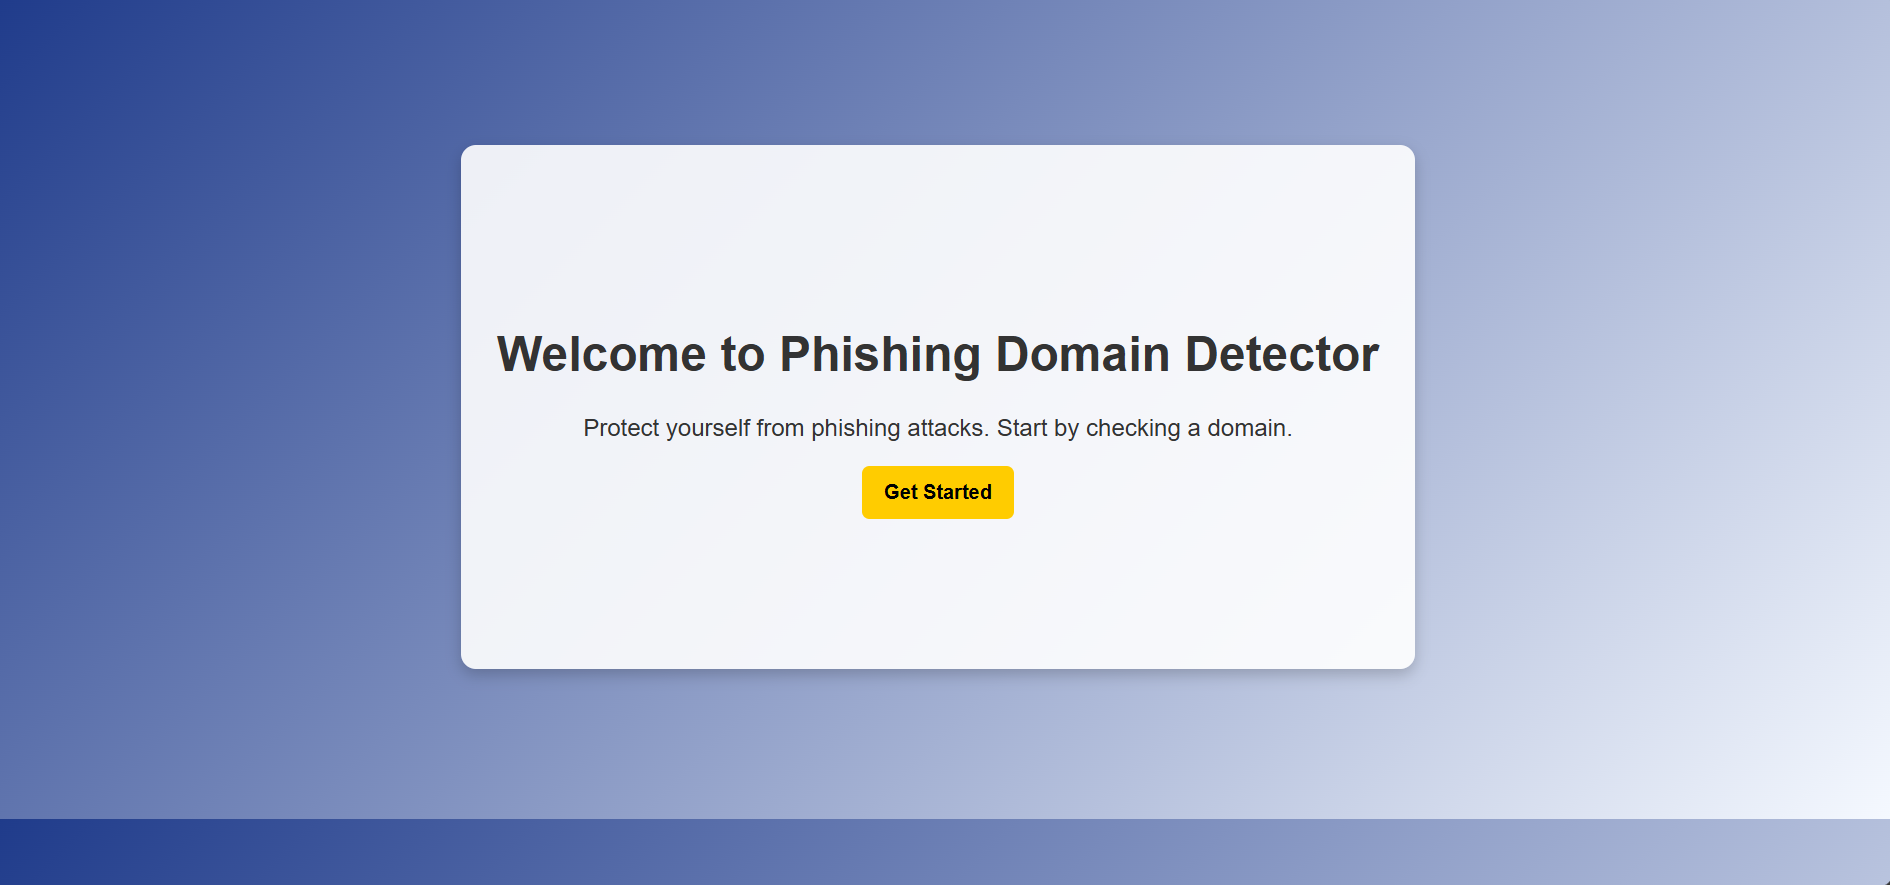 Welcome to Phishing Domain Detector
Protect yourself from phishing attacks. Start by checking a domain.
Get Started